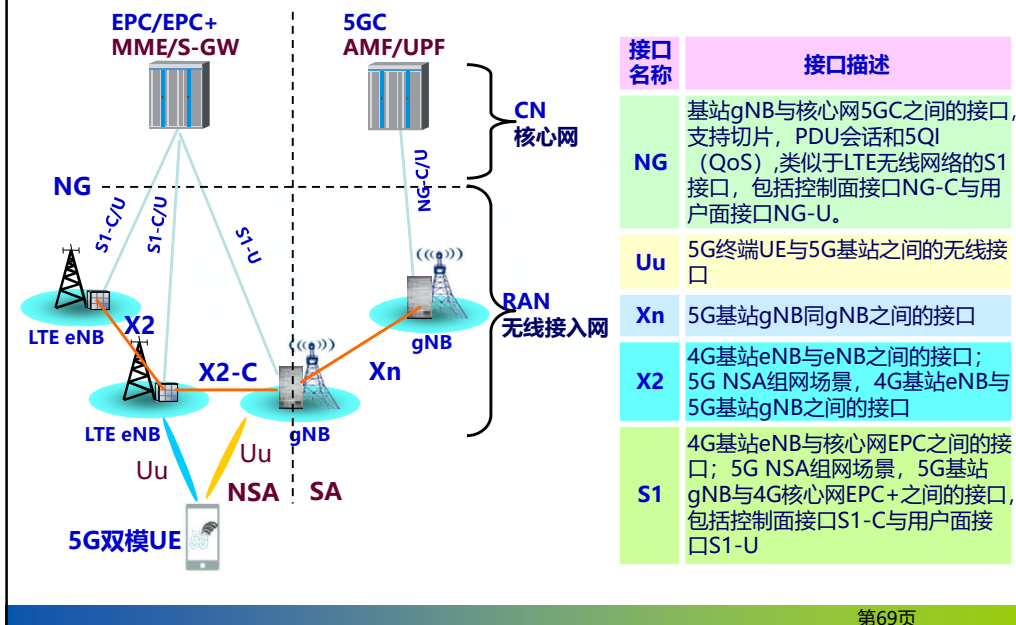 EPC/EPC+
MME/S-GW
5GC
AMF/UPF
CN
核心网
NG
S1-C/U
S1-C/U
S1-U
NG-C/U
LTE eNB
X2
LTE eNB
X2-C
gNB
Xn
gNB
RAN
无线接入网
Uu
Uu
NSA
SA
5G双模UE
5G
接口
名称
接口描述
NG
基站gNB与核心网5GC之间的接口,
支持切片，PDU会话和5QI
（QoS）,类似于LTE无线网络的S1
接口，包括控制面接口NG-C与用
户面接口NG-U。
Uu
5G终端UE与5G基站之间的无线接
口
Xn
5G基站gNB同gNB之间的接口
X2
4G基站eNB与eNB之间的接口；
5G NSA组网场景，4G基站eNB与
5G基站gNB之间的接口
S1
4G基站eNB与核心网EPC之间的接
口；5G NSA组网场景，5G基站
gNB与4G核心网EPC+之间的接口,
包括控制面接口S1-C与用户面接
口S1-U
第69页